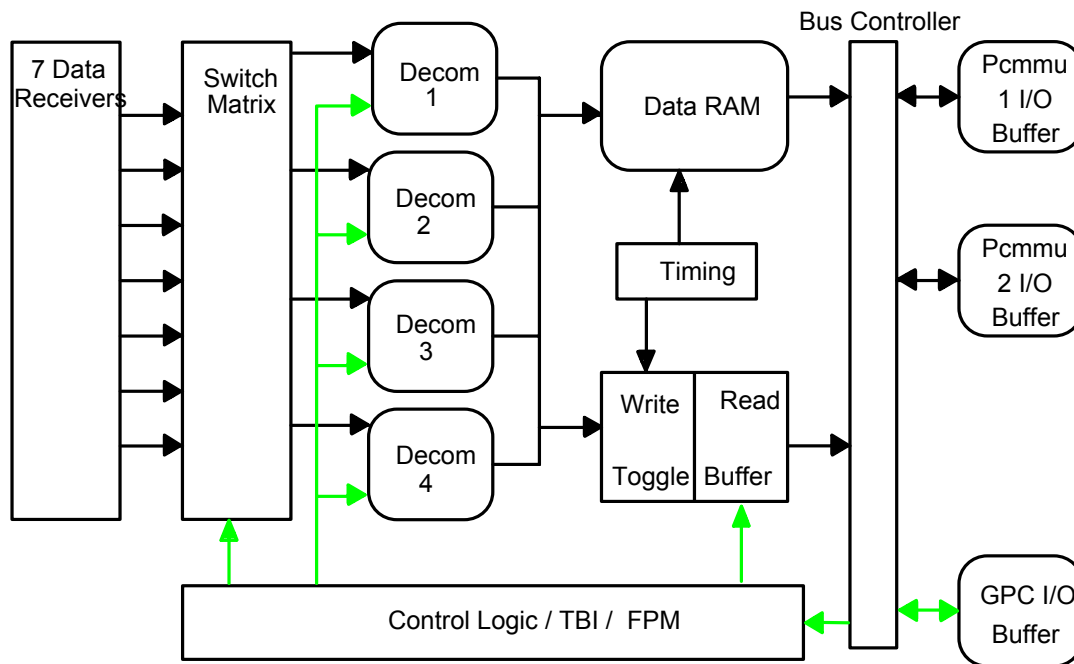 Bus Controller
7 Data
Receivers
Switch
Matrix
Decom
1
Data RAM
Pcmmu
1 I/O
Buffer
Decom
2
Pcmmu
2 I/O
Buffer
Timing
Decom
3
Write Read
Toggle Buffer
Decom
4
Control Logic / TBI / FPM
GPC I/O
Buffer